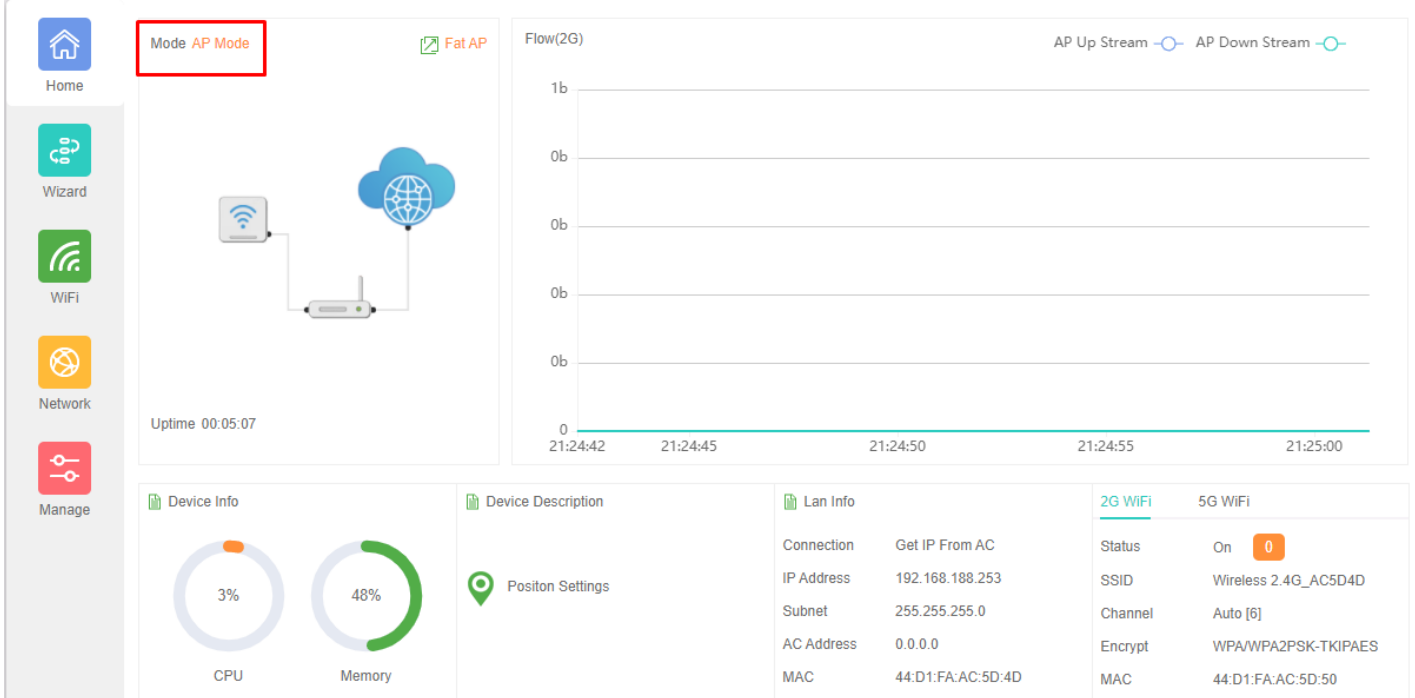 Home
Wizard
WiFi
Network
Manage
Mode AP Mode
Fat AP
Uptime 00:05:07
Flow(2G)
AP Up Stream
AP Down Stream
1b
0b
0b
0b
0b
0
21:24:42
21:24:45
21:24:50
21:24:55
21:25:00
Device Info
3%
48%
CPU
Memory
Device Description
Positon Settings
Lan Info
Connection Get IP From AC
IP Address 192.168.188.253
Subnet 255.255.255.0
AC Address 0.0.0.0
MAC 44:D1:FA:AC:5D:4D
2G WiFi 5G WiFi
Status On 0
SSID Wireless 2.4G_AC5D4D
Channel Auto [6]
Encrypt WPA/WPA2PSK-TKIPAES
MAC 44:D1:FA:AC:5D:50